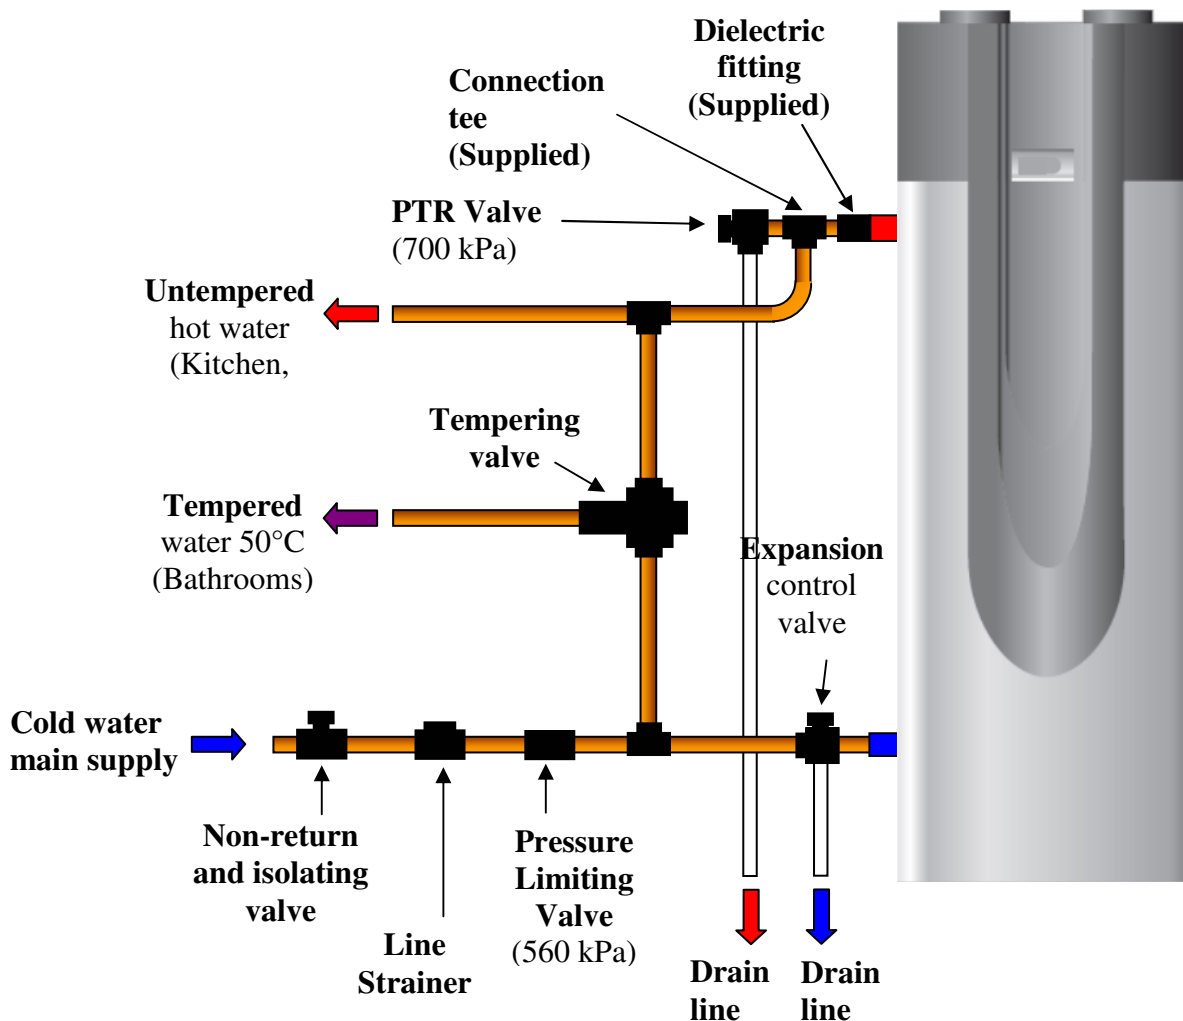 Dielectric
fitting
(Supplied)
Connection
tee
(Supplied)
PTR Valve
(700 kPa)
Untempered
hot water
(Kitchen,
Tempering
valve
Tempered
water 50°C
(Bathrooms)
Expansion
control
valve
Cold water
main supply
Non-return
and isolating
valve
Line
Strainer
Pressure
Limiting
Valve
(560 kPa)
Drain
line
Drain
line